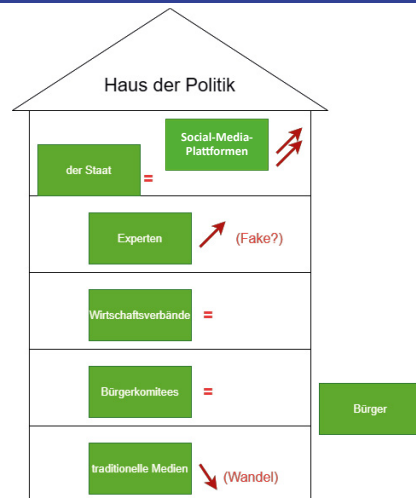 Haus der Politik
Social-Media-
Plattformen
der Staat
=
Experten
(Fake?)
Wirtschaftsverbände
=
Bürgerkomitees
=
Bürger
traditionelle Medien
(Wandel)